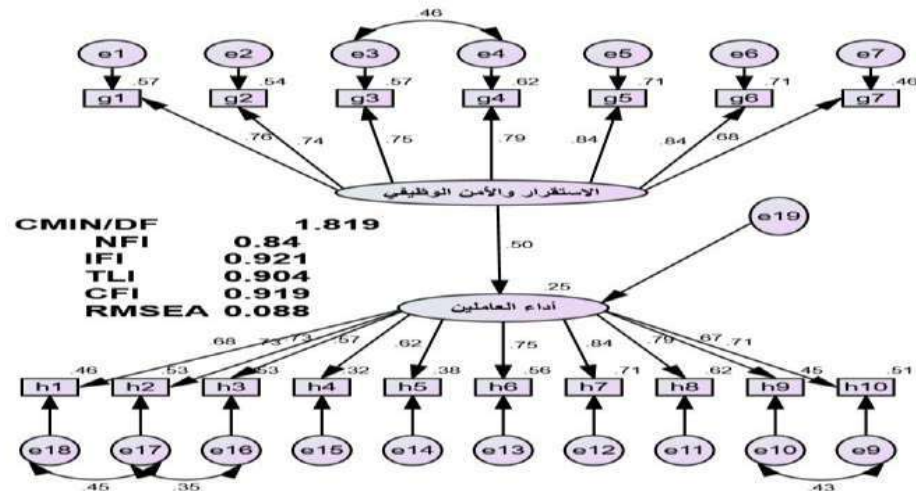 .46
e1 e2 e3 e4 e5 e6 e7
.57 .54 .57 .62 .71 .71 .46
g1 g2 g3 g4 g5 g6 g7
.76 .74 .75 .79 .84 .84 .68
الاستقرار والأمن الوظيفي
CMIN/DF 1.819
NFI 0.84
IFI 0.921
TLI 0.904
CFI 0.919
RMSEA 0.088
e19
.50
.25
أداء العاملين
.68 .73 .73 .57 .62 .75 .84 .79 .67 .71
.46 .53 .53 .32 .38 .56 .71 .62 .45 .51
h1 h2 h3 h4 h5 h6 h7 h8 h9 h10
e18 e17 e16 e15 e14 e13 e12 e11 e10 e9
.45 .35 .43